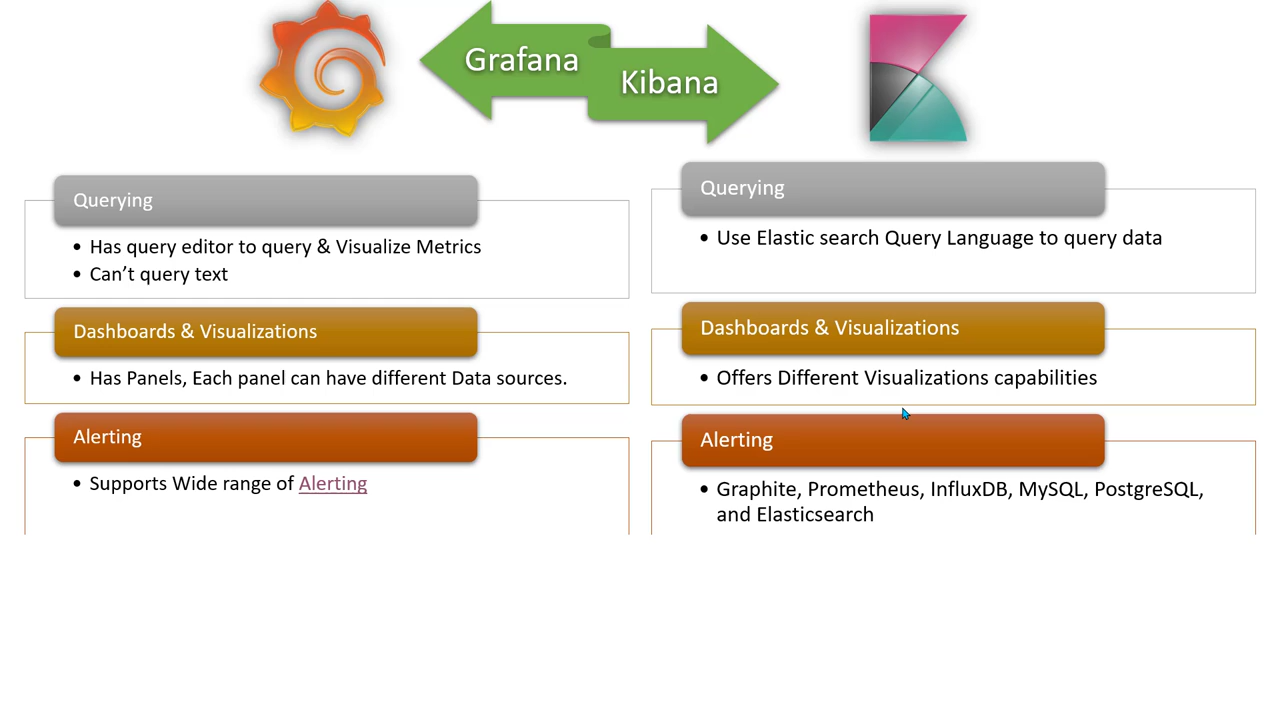 Grafana
Kibana
Querying
• Has query editor to query & Visualize Metrics
• Can’t query text
Dashboards & Visualizations
• Has Panels, Each panel can have different Data sources.
Alerting
• Supports Wide range of Alerting
Querying
• Use Elastic search Query Language to query data
Dashboards & Visualizations
• Offers Different Visualizations capabilities
Alerting
• Graphite, Prometheus, InfluxDB, MySQL, PostgreSQL,
and Elasticsearch